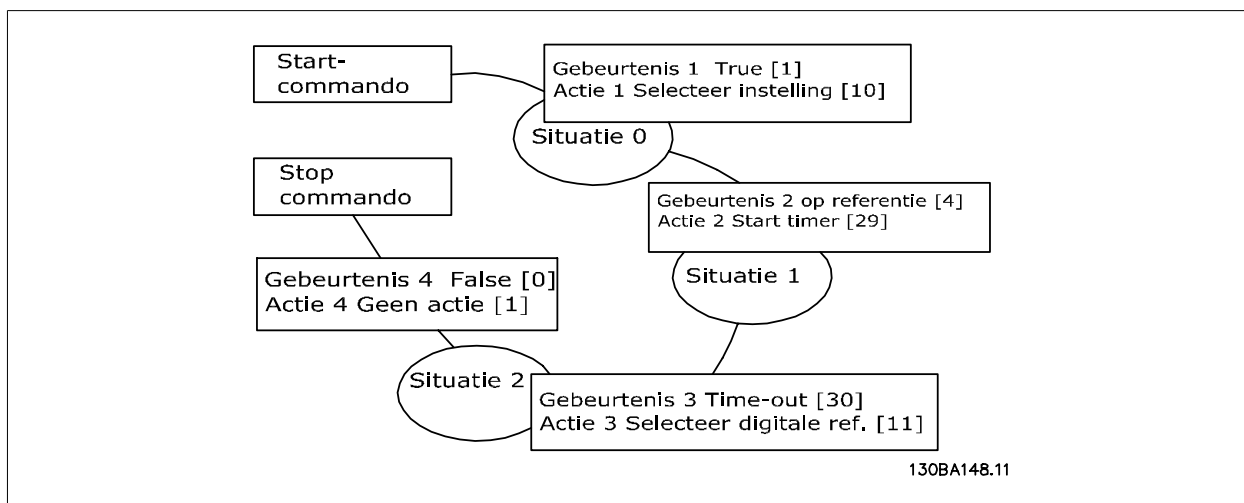 Start-
commando
Gebeurtenis 1  True [1]
Actie 1 Selecteer instelling [10]
Situatie 0
Stop
commando
Gebeurtenis 2 op referentie [4]
Actie 2 Start timer [29]
Situatie 1
Gebeurtenis 4  False [0]
Actie 4 Geen actie [1]
Situatie 2
Gebeurtenis 3 Time-out [30]
Actie 3 Selecteer digitale ref. [11]
130BA148.11